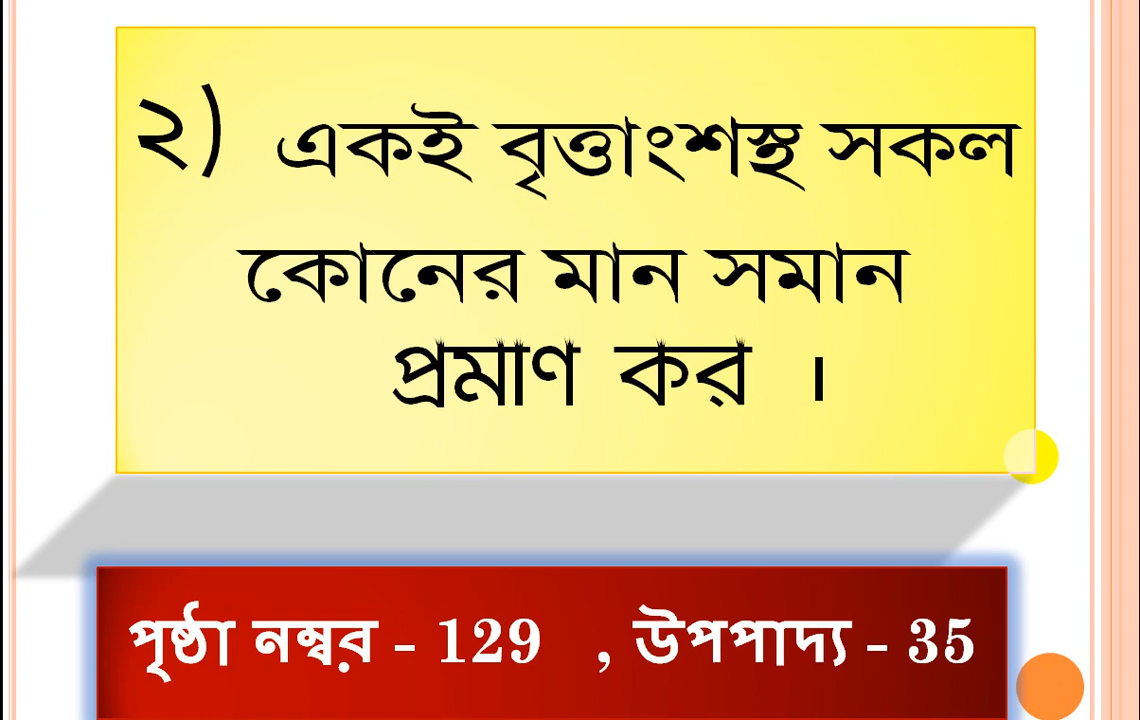 ২) একই বৃত্তাংশস্থ সকল
কোনের মান সমান
প্রমাণ কর ।
পৃষ্ঠা নম্বর - 129 , উপপাদ্য - 35